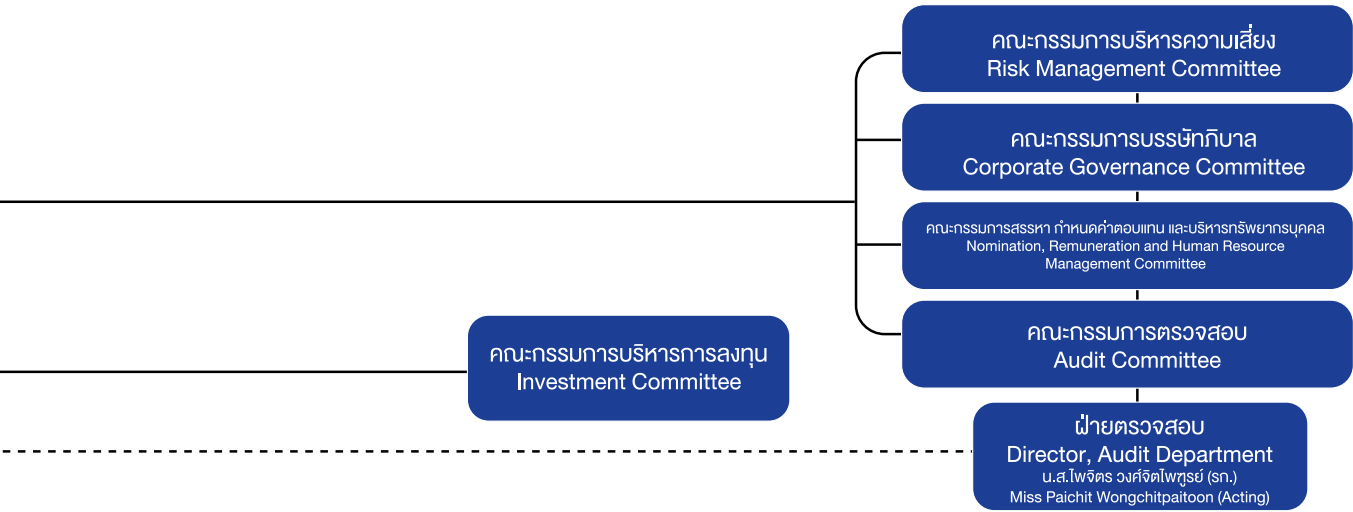 คณะกรรมการบริหารความเสี่ยง
Risk Management Committee
คณะกรรมการบรรษัทภิบาล
Corporate Governance Committee
คณะกรรมการสรรหา กำหนดค่าตอบแทน และบริหารทรัพยากรบุคคล
Nomination, Remuneration and Human Resource
Management Committee
คณะกรรมการตรวจสอบ
Audit Committee
คณะกรรมการบริหารการลงทุน
Investment Committee
ฝ่ายตรวจสอบ
Director, Audit Department
น.ส.ไพจิตร วงศ์จิตไพฑูรย์ (รก.)
Miss Paichit Wongchitpaitoon (Acting)